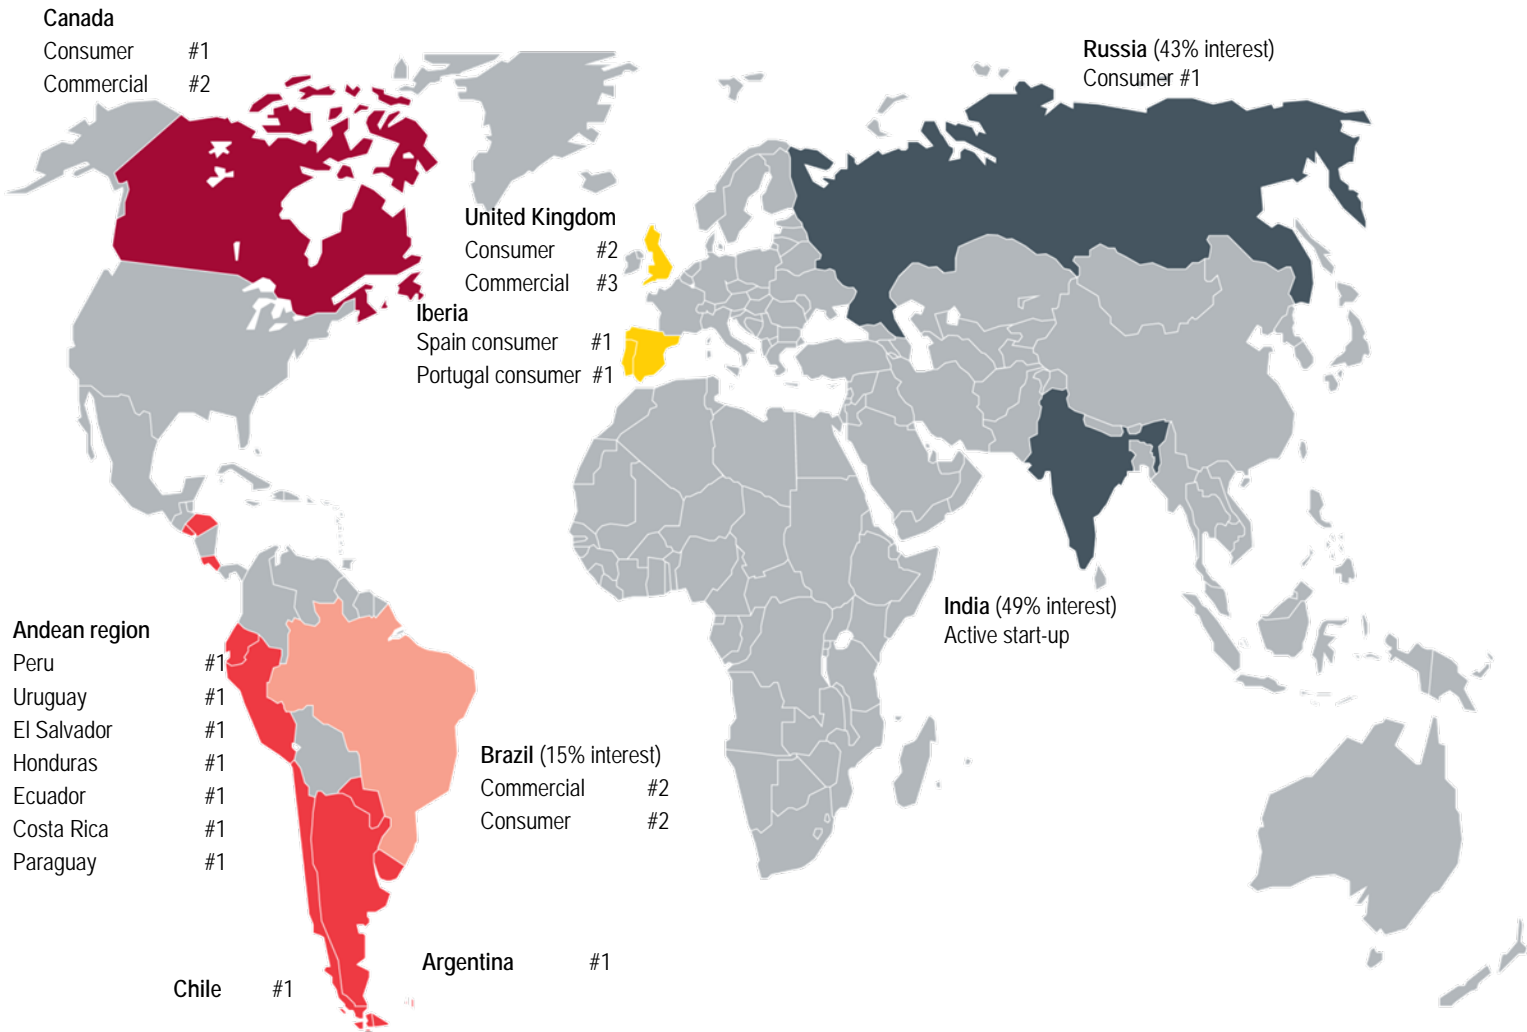 Canada
Consumer #1
Commercial #2
Russia (43% interest)
Consumer #1
United Kingdom
Consumer #2
Commercial #3
Iberia
Spain consumer #1
Portugal consumer #1
India (49% interest)
Active start-up
Andean region
Peru #1
Uruguay #1
El Salvador #1
Honduras #1
Ecuador #1
Costa Rica #1
Paraguay #1
Brazil (15% interest)
Commercial #2
Consumer #2
Argentina #1
Chile #1